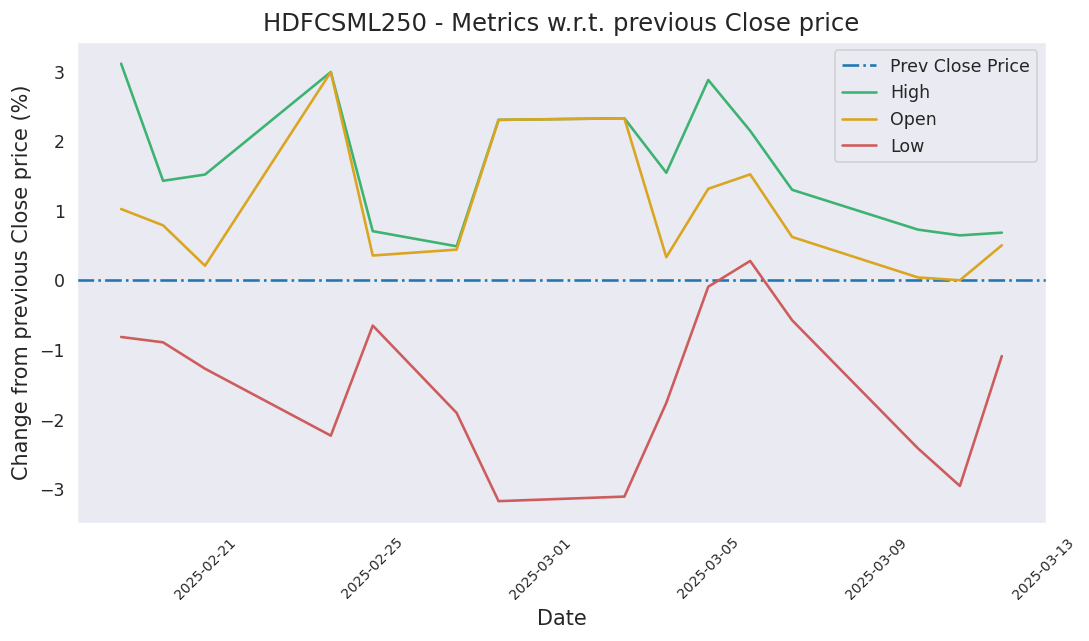 HDFCSML250 - Metrics w.r.t. previous Close price
Change from previous Close price (%)
3
2
1
0
−1
−2
−3
Prev Close Price
High
Open
Low
2025-02-21
2025-02-25
2025-03-01
2025-03-05
2025-03-09
2025-03-13
Date